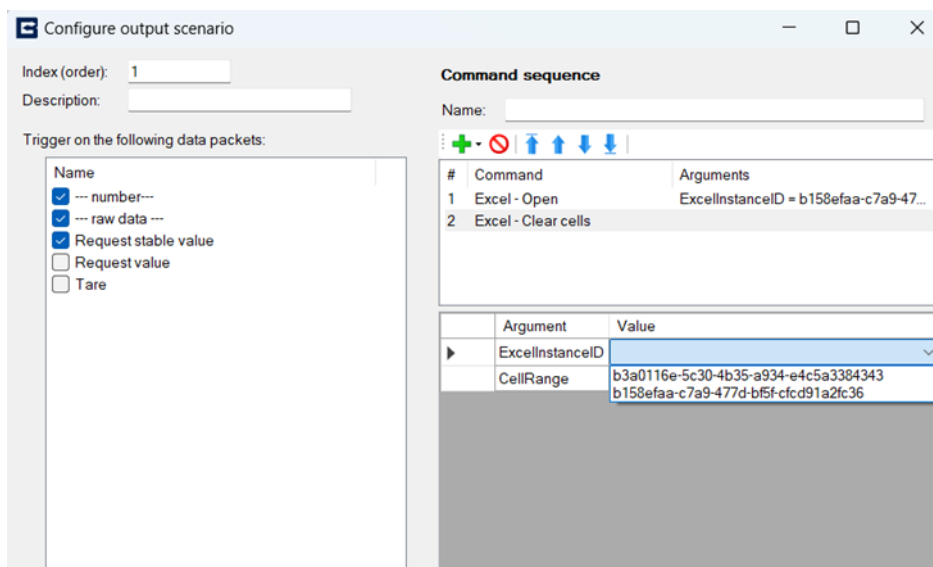 Configure output scenario
Index (order): 1
Description:
Trigger on the following data packets:
Name
--- number---
--- raw data ---
Request stable value
Request value
Tare
Command sequence
Name:
# Command Arguments
1 Excel - Open ExcelInstanceID = b158efaa-c7a9-47...
2 Excel - Clear cells
Argument Value
ExcelInstanceID
CellRange
b3a0116e-5c30-4b35-a934-e4c5a3384343
b158efaa-c7a9-477d-bf5f-cfcd91a2fc36